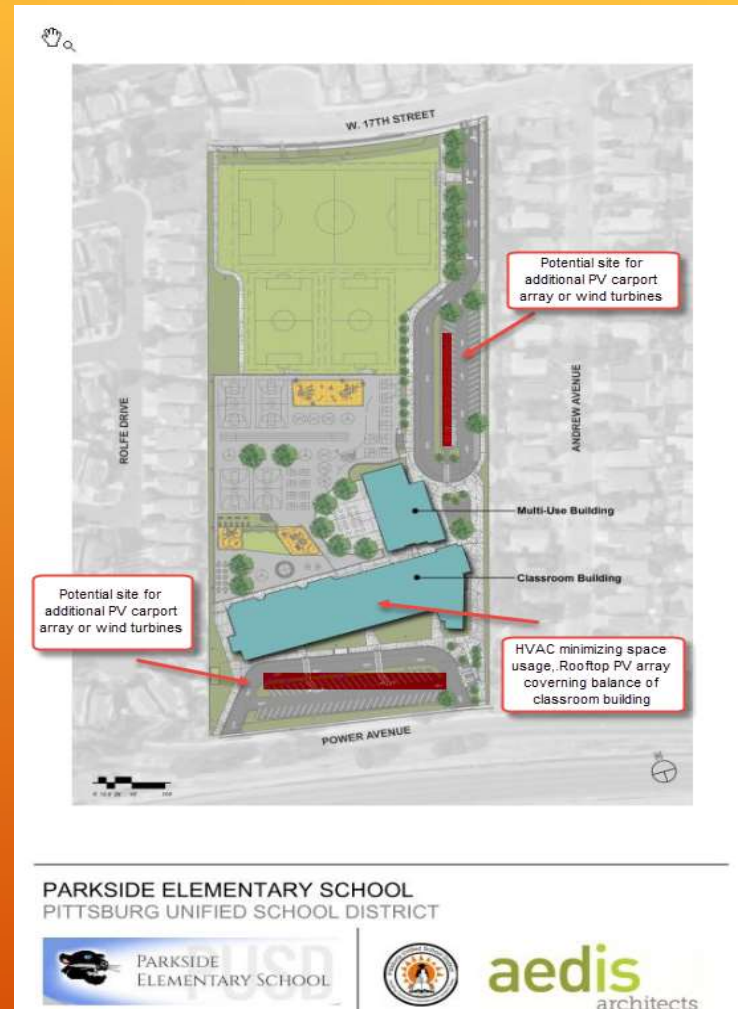 W. 17TH STREET
Potential site for
additional PV carport
array or wind turbines
ROLFE DRIVE
ANDREW AVENUE
Multi-Use Building
Classroom Building
Potential site for
additional PV carport
array or wind turbines
HVAC minimizing space
usage,.Rooftop PV array
coverning balance of
classroom building
POWER AVENUE
PARKSIDE ELEMENTARY SCHOOL
PITTSBURG UNIFIED SCHOOL DISTRICT
PUSD
PARKSIDE
ELEMENTARY SCHOOL
aedis
architects